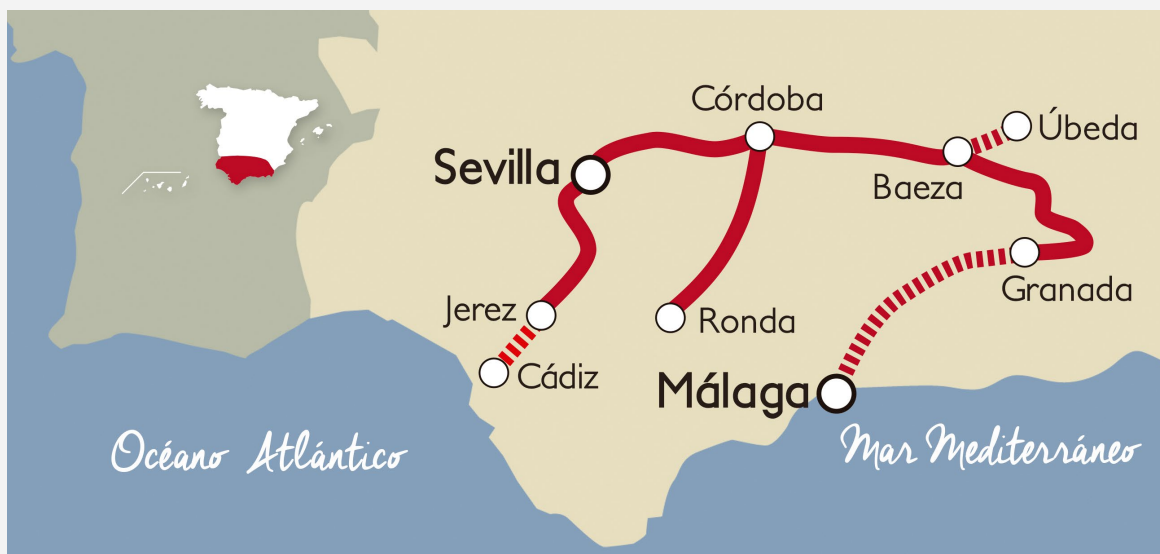 Córdoba
Úbeda
Sevilla
Baeza
Granada
Jerez
Ronda
Cádiz
Málaga
Océano Atlántico
Mar Mediterráneo